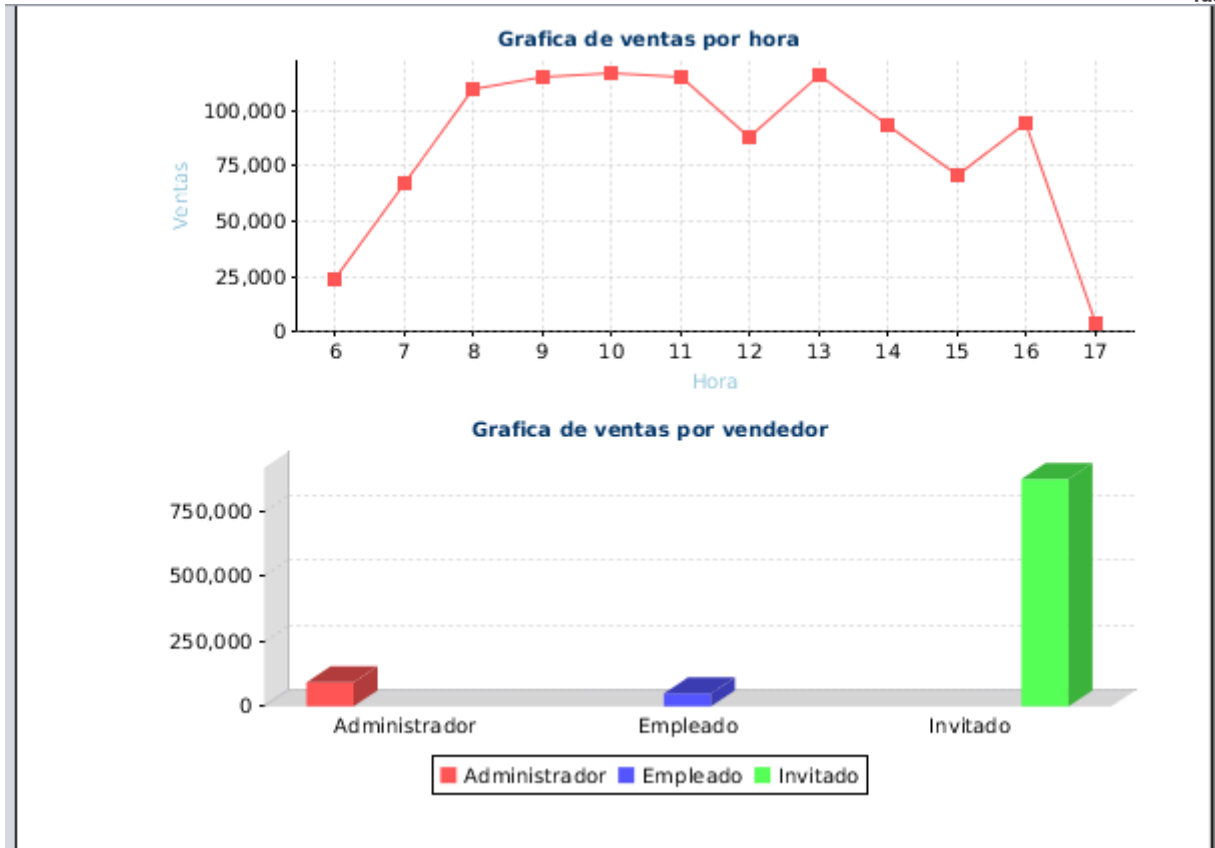 Grafica de ventas por hora
100,000
75,000
50,000
25,000
0
Ventas
6 7 8 9 10 11 12 13 14 15 16 17
Hora
Grafica de ventas por vendedor
750,000
500,000
250,000
0
Administrador Empleado Invitado
Administrador Empleado Invitado